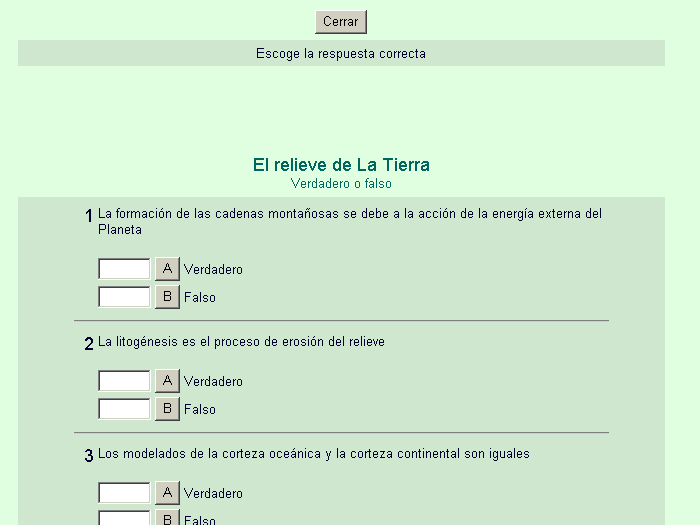 Cerrar
Escoge la respuesta correcta
El relieve de La Tierra
Verdadero o falso
1 La formación de las cadenas montañosas se debe a la acción de la energía externa del
Planeta
A Verdadero
B Falso
2 La litogénesis es el proceso de erosión del relieve
A Verdadero
B Falso
3 Los modelados de la corteza oceánica y la corteza continental son iguales
A Verdadero
B Falso